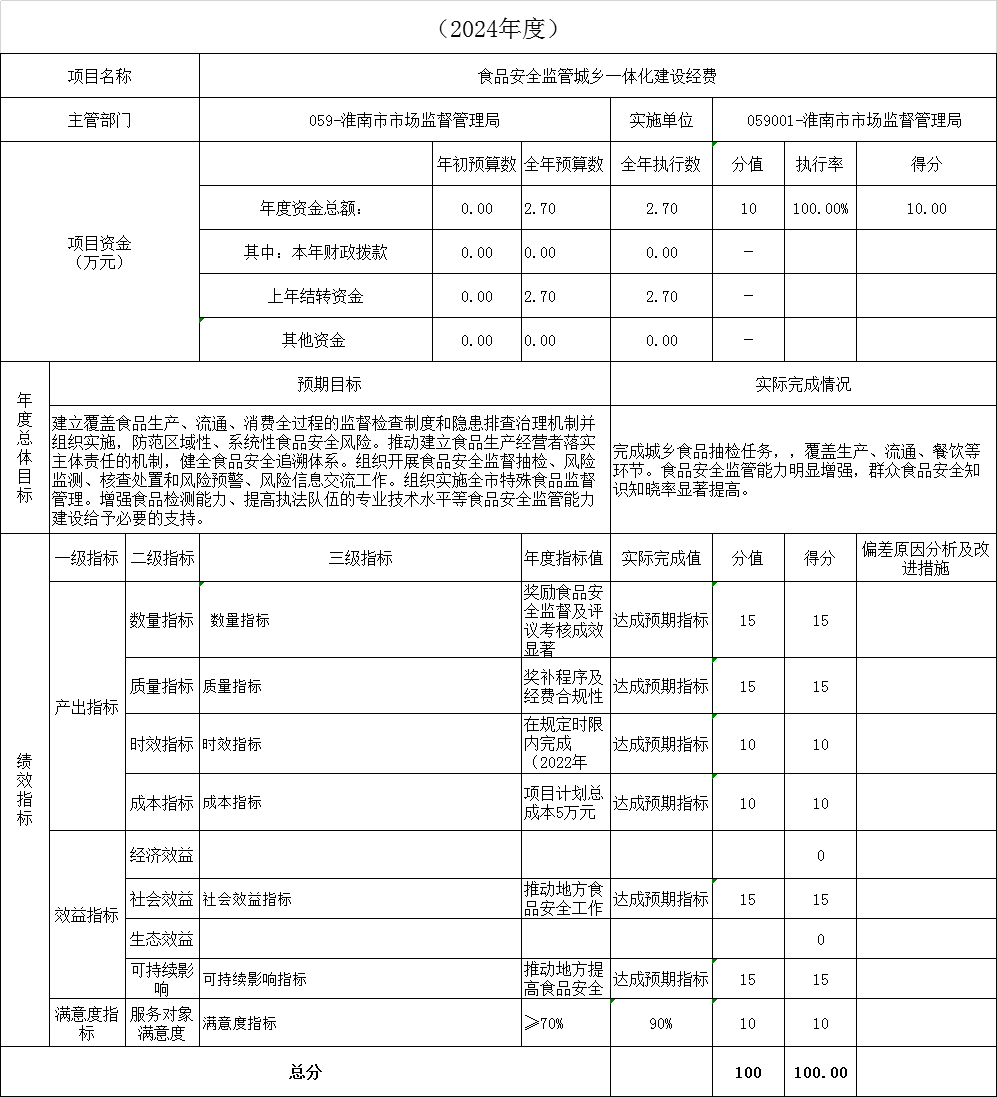 （2024年度）
项目名称 食品安全监管城乡一体化建设经费
主管部门 059-淮南市市场监督管理局 实施单位 059001-淮南市市场监督管理局
项目资金
（万元）
年初预算数 全年预算数 全年执行数 分值 执行率 得分
年度资金总额： 0.00 2.70 2.70 10 100.00% 10.00
其中：本年财政拨款 0.00 0.00 0.00 －
上年结转资金 0.00 2.70 2.70 －
其他资金 0.00 0.00 0.00 －
年度总体目标
预期目标 实际完成情况
建立覆盖食品生产、流通、消费全过程的监督检查制度和隐患排查治理机制并
组织实施，防范区域性、系统性食品安全风险。推动建立食品生产经营者落实
主体责任的机制，健全食品安全追溯体系。组织开展食品安全监督抽检、风险
监测、核查处置和风险预警、风险信息交流工作。组织实施全市特殊食品监督
管理。增强食品检测能力、提高执法队伍的专业技术水平等食品安全监管能力
建设给予必要的支持。
完成城乡食品抽检任务，，覆盖生产、流通、餐饮等
环节。食品安全监管能力明显增强，群众食品安全知
识知晓率显著提高。
绩效指标
一级指标 二级指标 三级指标 年度指标值 实际完成值 分值 得分 偏差原因分析及改
进措施
产出指标
数量指标 数量指标 奖励食品安
全监督及评
议考核成效
显著
达成预期指标 15 15
质量指标 质量指标 奖补程序及
经费合规性
达成预期指标 15 15
时效指标 时效指标 在规定时限
内完成
（2022年
达成预期指标 10 10
成本指标 成本指标 项目计划总
成本5万元
达成预期指标 10 10
效益指标
经济效益 0
社会效益 社会效益指标 推动地方食
品安全工作
达成预期指标 15 15
生态效益 0
可持续影
响
可持续影响指标 推动地方提
高食品安全
达成预期指标 15 15
满意度指
标
服务对象
满意度
满意度指标 ≥70% 90% 10 10
总分 100 100.00